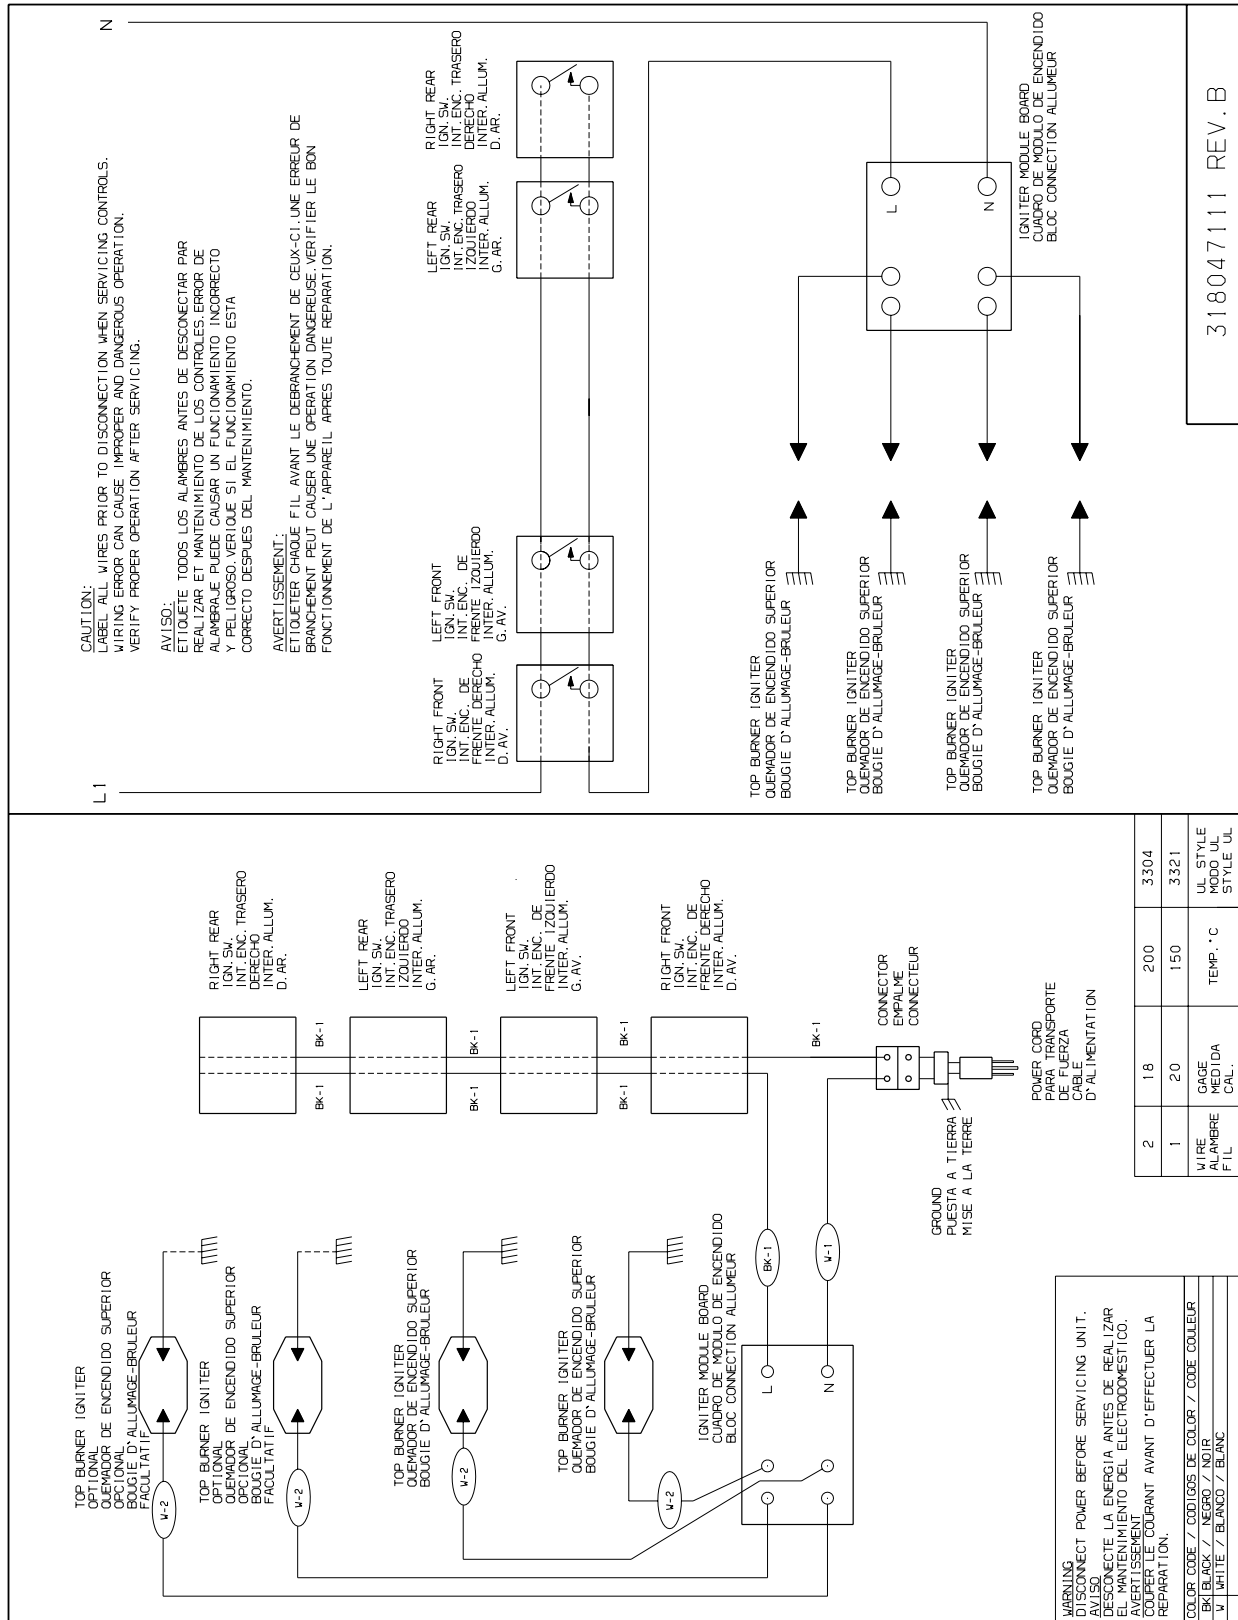 L1
N
CAUTION:
LABEL ALL WIRES PRIOR TO DISCONNECTION WHEN SERVICING CONTROLS.
WIRING ERROR CAN CAUSE IMPROPER AND DANGEROUS OPERATION.
VERIFY PROPER OPERATION AFTER SERVICING.
AVISO:
ETIQUETE TODOS LOS ALAMBRES ANTES DE DESCONECTAR PAR
REALIZAR ET MANTENIMIENTO DE LOS CONTROLES.ERROR DE
ALAMBRAJE PUEDE CAUSAR UN FUNCIONAMIENTO INCORRECTO
Y PELIGROSO.VERIQUE SI EL FUNCIONAMIENTO ESTA
CORRECTO DESPUES DEL MANTENIMIENTO.
AVERTISSEMENT:
ETIQUETER CHAQUE FIL AVANT LE DEBRANCHEMENT DE CEUX-CI.UNE ERREUR DE
BRANCHEMENT PEUT CAUSER UNE OPERATION DANGEREUSE.VERIFIER LE BON
FONCTIONNEMENT DE L'APPAREIL APRES TOUTE REPARATION.
RIGHT FRONT
IGN. SW.
INT. ENC. DE
FRENTE DERECHO
INTER. ALLUM.
D. AV.
LEFT FRONT
IGN. SW.
INT. ENC. DE
FRENTE IZQUIERDO
INTER. ALLUM.
G. AV.
LEFT REAR
IGN. SW.
INT. ENC. TRASERO
IZQUIERDO
INTER. ALLUM.
G. AR.
RIGHT REAR
IGN. SW.
INT. ENC. TRASERO
DERECHO
INTER. ALLUM.
D. AR.
TOP BURNER IGNITER
QUEMADOR DE ENCENDIDO SUPERIOR
BOUGIE D'ALLUMAGE-BRULEUR
TOP BURNER IGNITER
QUEMADOR DE ENCENDIDO SUPERIOR
BOUGIE D'ALLUMAGE-BRULEUR
TOP BURNER IGNITER
QUEMADOR DE ENCENDIDO SUPERIOR
BOUGIE D'ALLUMAGE-BRULEUR
TOP BURNER IGNITER
QUEMADOR DE ENCENDIDO SUPERIOR
BOUGIE D'ALLUMAGE-BRULEUR
L
N
IGNITER MODULE BOARD
CUADRO DE MODULO DE ENCENDIDO
BLOC CONNECTION ALLUMEUR
318047111 REV.B
TOP BURNER IGNITER
OPTIONAL
QUEMADOR DE ENCENDIDO SUPERIOR
OPCIONAL
BOUGIE D'ALLUMAGE-BRULEUR
FACULTATIF
W-2
TOP BURNER IGNITER
OPTIONAL
QUEMADOR DE ENCENDIDO SUPERIOR
OPCIONAL
BOUGIE D'ALLUMAGE-BRULEUR
FACULTATIF
W-2
TOP BURNER IGNITER
QUEMADOR DE ENCENDIDO SUPERIOR
BOUGIE D'ALLUMAGE-BRULEUR
W-2
TOP BURNER IGNITER
QUEMADOR DE ENCENDIDO SUPERIOR
BOUGIE D'ALLUMAGE-BRULEUR
W-2
IGNITER MODULE BOARD
CUADRO DE MODULO DE ENCENDIDO
BLOC CONNECTION ALLUMEUR
L
N
BK-1
W-1
RIGHT REAR
IGN. SW.
INT. ENC. TRASERO
DERECHO
INTER. ALLUM.
D. AR.
BK-1
BK-1
LEFT REAR
IGN. SW.
INT. ENC. TRASERO
IZQUIERDO
INTER. ALLUM.
G. AR.
BK-1
BK-1
LEFT FRONT
IGN. SW.
INT. ENC. DE
FRENTE IZQUIERDO
INTER. ALLUM.
G. AV.
BK-1
BK-1
RIGHT FRONT
IGN. SW.
INT. ENC. DE
FRENTE DERECHO
INTER. ALLUM.
D. AV.
BK-1
CONNECTOR
EMPALME
CONNECTEUR
GROUND
PUESTA A TIERRA
MISE A LA TERRE
POWER CORD
PARA TRANSPORTE
DE FUERZA
CABLE
D'ALIMENTATION
2 18 200 3304
1 20 150 3321
WIRE GAGE TEMP.°C UL STYLE
ALAMBRE MEDIDA MODO UL
FIL CAL. STYLE UL
WARNING
DISCONNECT POWER BEFORE SERVICING UNIT.
AVISO
DESCONECTE LA ENERGIA ANTES DE REALIZAR
EL MANTENIMIENTO DEL ELECTRODOMESTICO.
AVERTISSEMENT
COUPER LE COURANT AVANT D'EFFECTUER LA
REPARATION.
COLOR CODE / CODIGOS DE COLOR / CODE COULEUR
BK BLACK / NEGRO / NOIR
W WHITE / BLANCO / BLANC